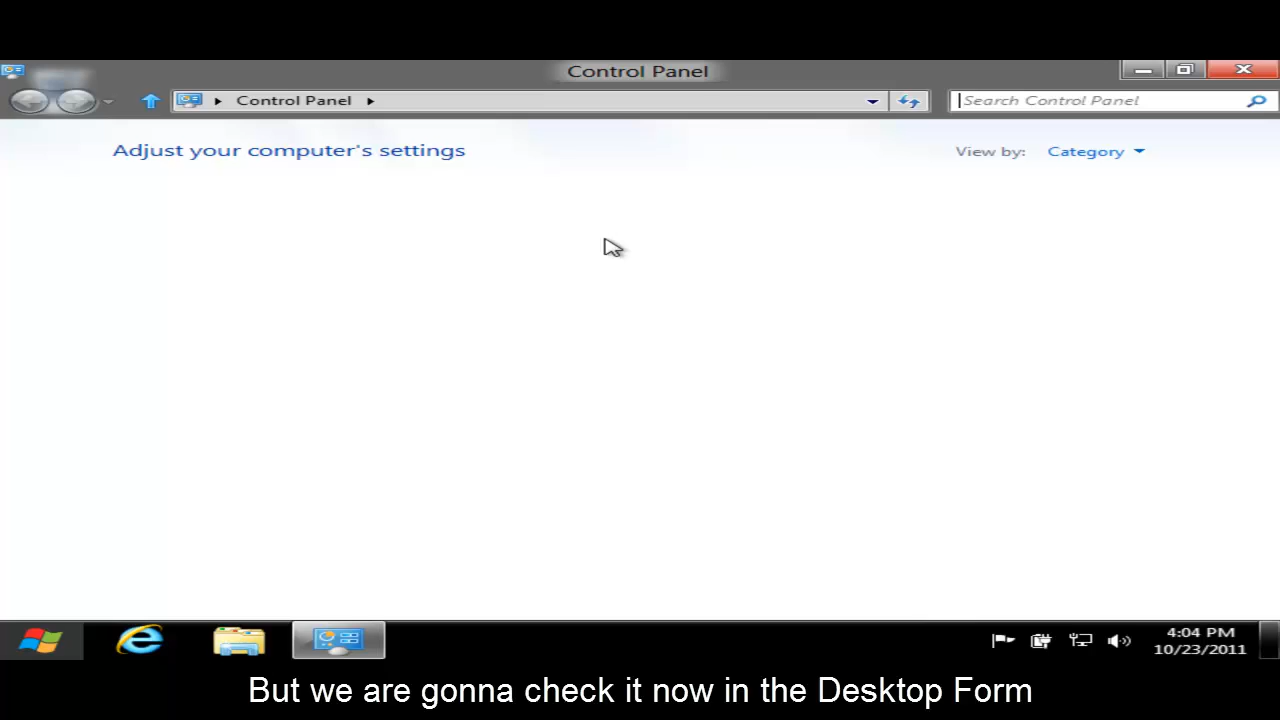 Control Panel
Control Panel
Search Control Panel
Adjust your computer's settings
View by: Category
4:04 PM
10/23/2011
But we are gonna check it now in the Desktop Form